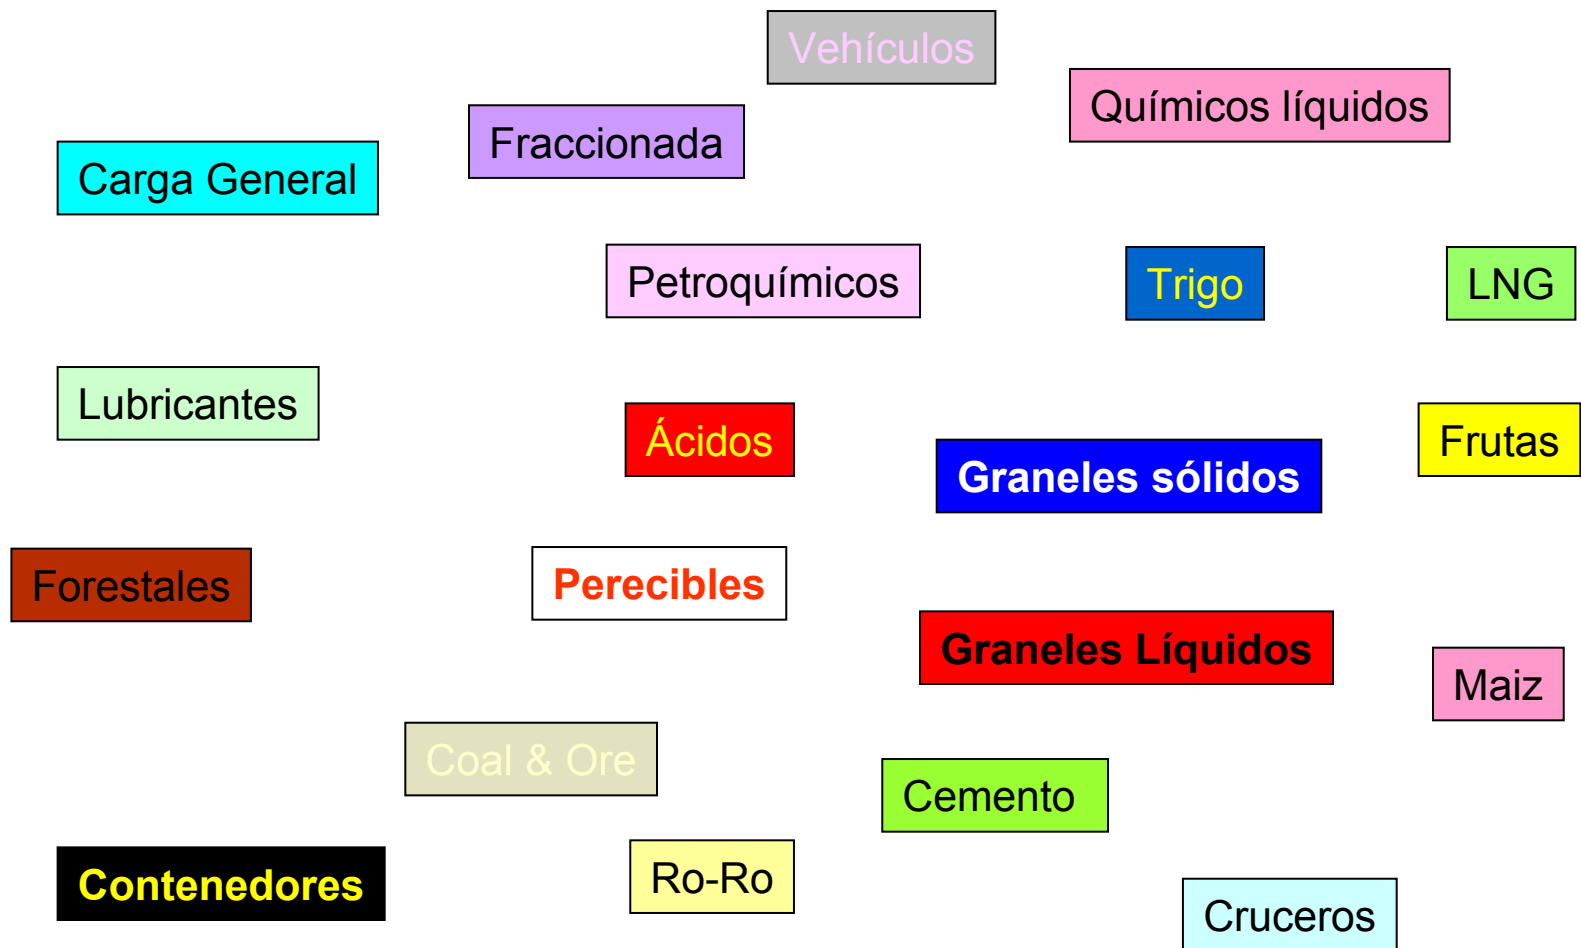 Vehículos
Químicos líquidos
Fraccionada
Carga General
Petroquímicos
Trigo
LNG
Lubricantes
Ácidos
Frutas
Graneles sólidos
Forestales
Perecibles
Graneles Líquidos
Maiz
Coal & Ore
Cemento
Contenedores
Ro-Ro
Cruceros